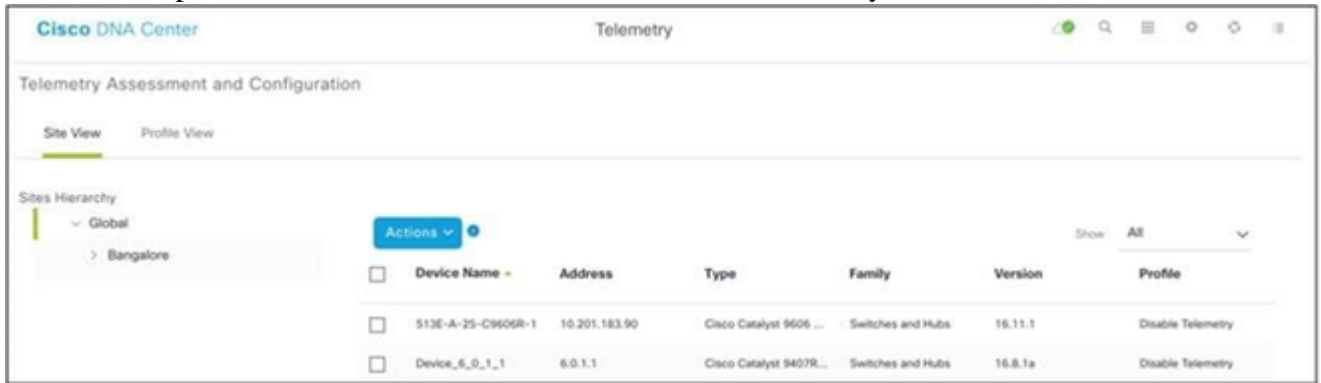 Cisco DNA Center
Telemetry
Telemetry Assessment and Configuration
Site View
Profile View
Sites Hierarchy
Global
Bangalore
Actions
Show All
Device Name Address Type Family Version Profile
513E-A-25-C9606R-1 10.201.183.90 Cisco Catalyst 9606 ... Switches and Hubs 16.11.1 Disable Telemetry
Device_6_0_1_1 6.0.1.1 Cisco Catalyst 9407R... Switches and Hubs 16.8.1a Disable Telemetry